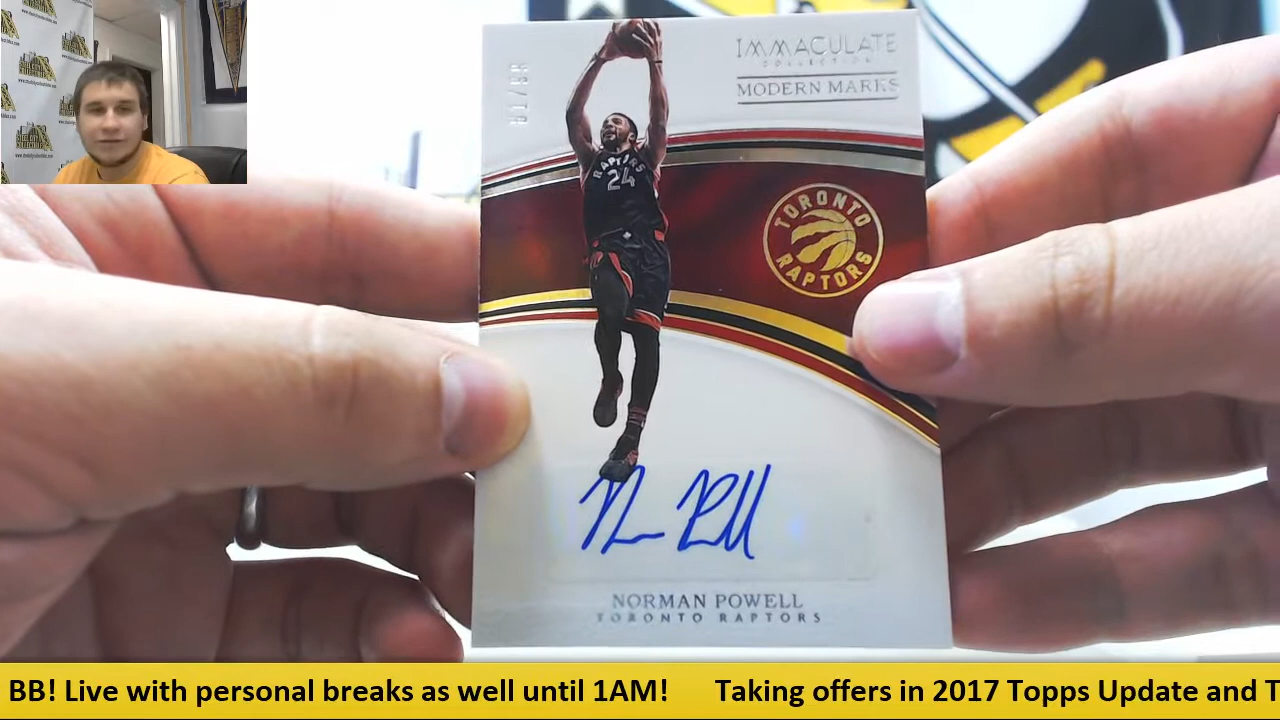 IMMACULATE
COLLECTION
MODERN MARKS
RAPTORS
24
TORONTO
RAPTORS
NORMAN POWELL
TORONTO RAPTORS
BB! Live with personal breaks as well until 1AM! Taking offers in 2017 Topps Update and T